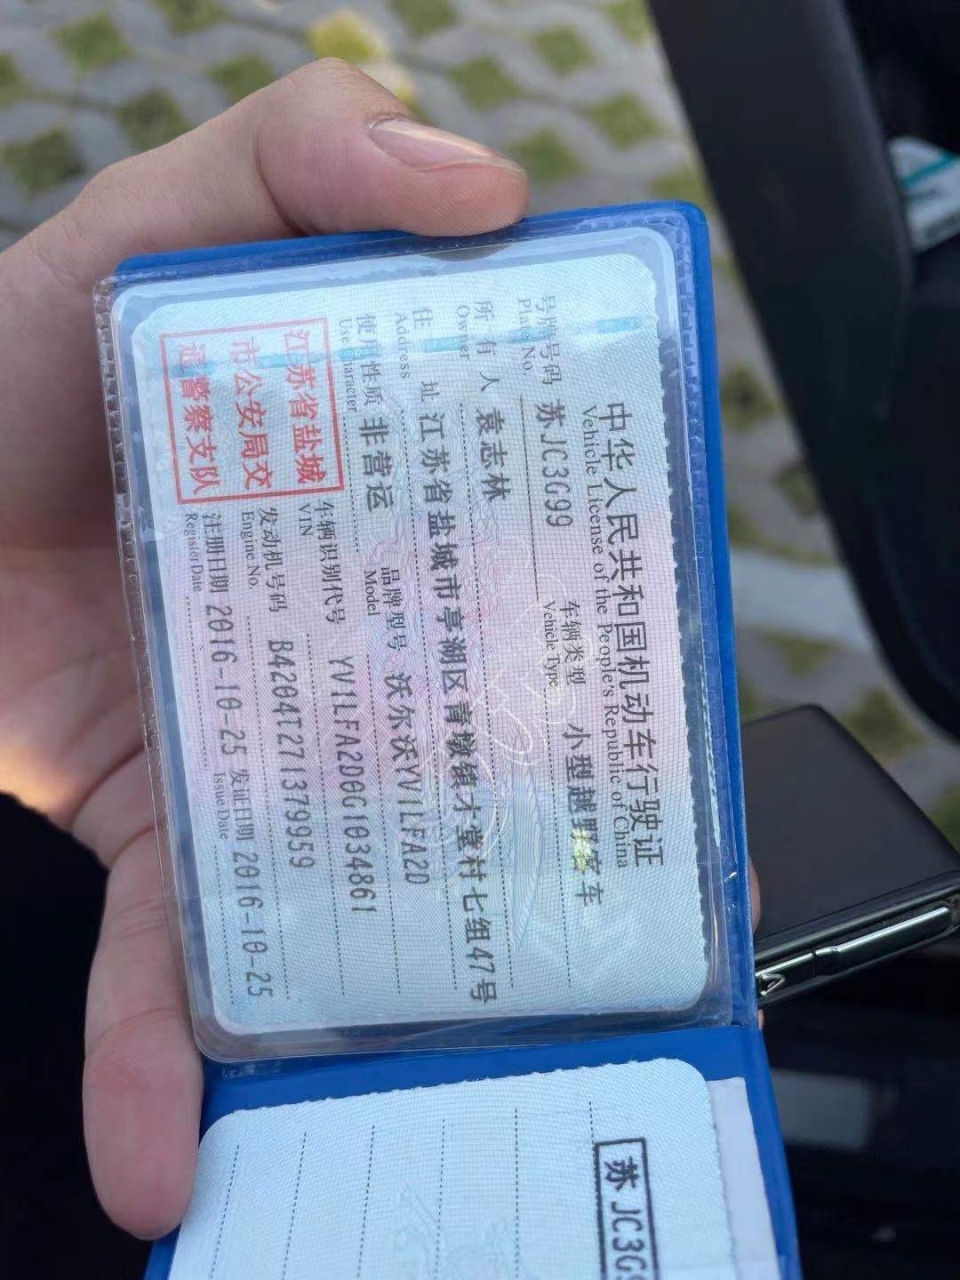 中华人民共和国机动车行驶证
Vehicle License of the People's Republic of China
号牌号码 苏JC3G99 车辆类型 小型越野客车
Plate No. Vehicle Type
所有人 袁志林
Owner
住址 江苏省盐城市亭湖区青墩镇才堂村七组47号
Address
使用性质 非营运 品牌型号 沃尔沃YV1LFA2D
Use Character Model
江苏省盐城
市公安局交
通警察支队
车辆识别代号 YV1LFA2D0G1034861
VIN
发动机号码 B4204T271379959
Engine No.
注册日期 2016-10-25 发证日期 2016-10-25
Register Date Issue Date
苏JC3G9